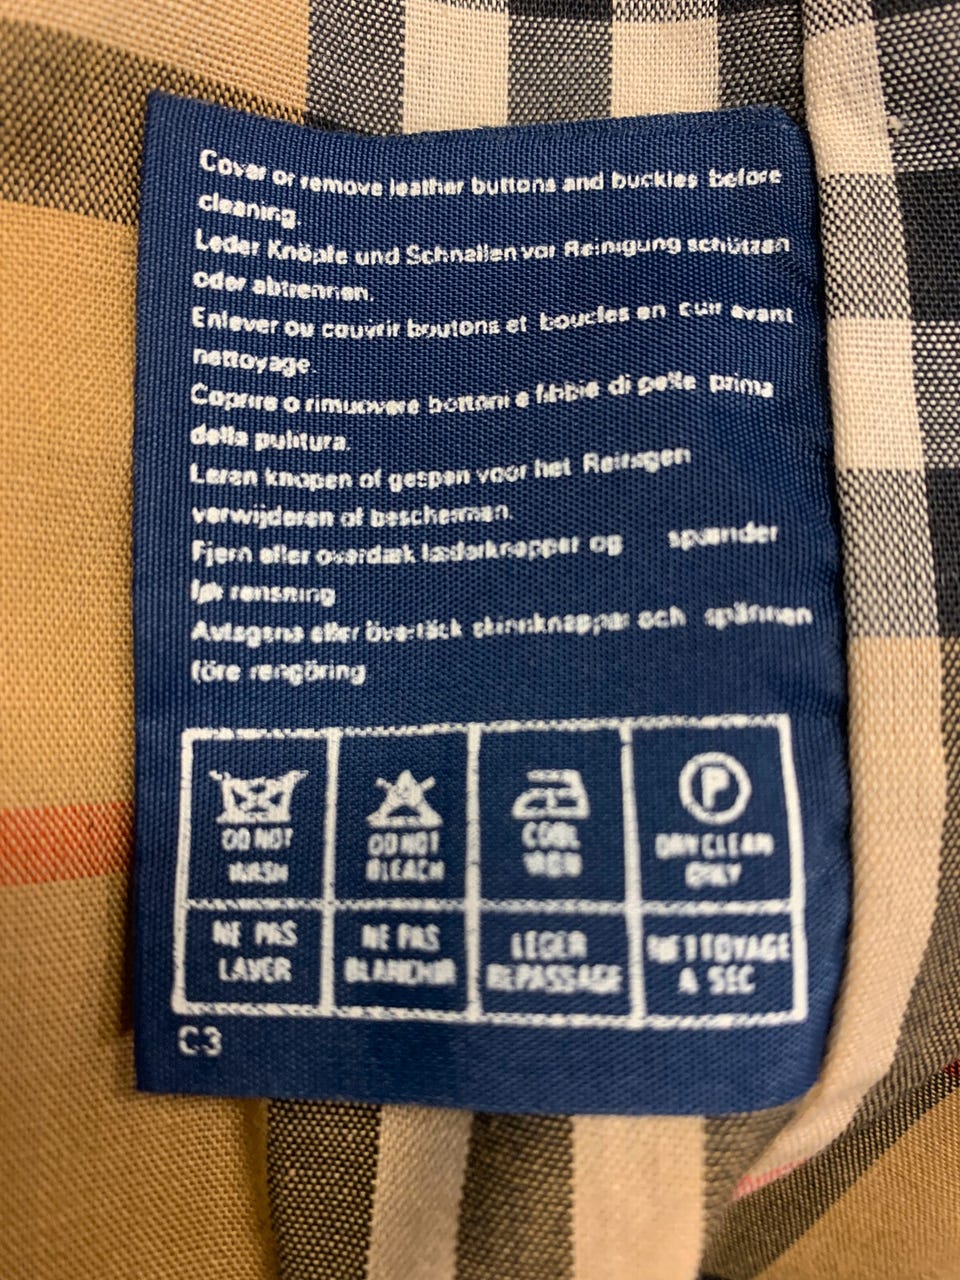 Cover or remove leather buttons and buckles before
cleaning.
Leder Knöpfe und Schnallen vor Reinigung schützen
oder abtrennen.
Enlever ou couvrir boutons et boucles en cuir avant
nettoyage.
Coprire o rimuovere bottoni e fibbie di pelle prima
della pulitura.
Leren knopen of gespen voor het Reinigen
verwijderen of beschermen.
Fjern eller overdæk læderknapper og spænder
før rensning
Avlagsna eller övertäck skinnknappar och spännen
före rengöring
DO NOT WASH
DO NOT BLEACH
COOL IRON
P
DRY CLEAN ONLY
NE PAS LAVER
NE PAS BLANCHIR
LEGER REPASSAGE
NETTOYAGE A SEC
C3